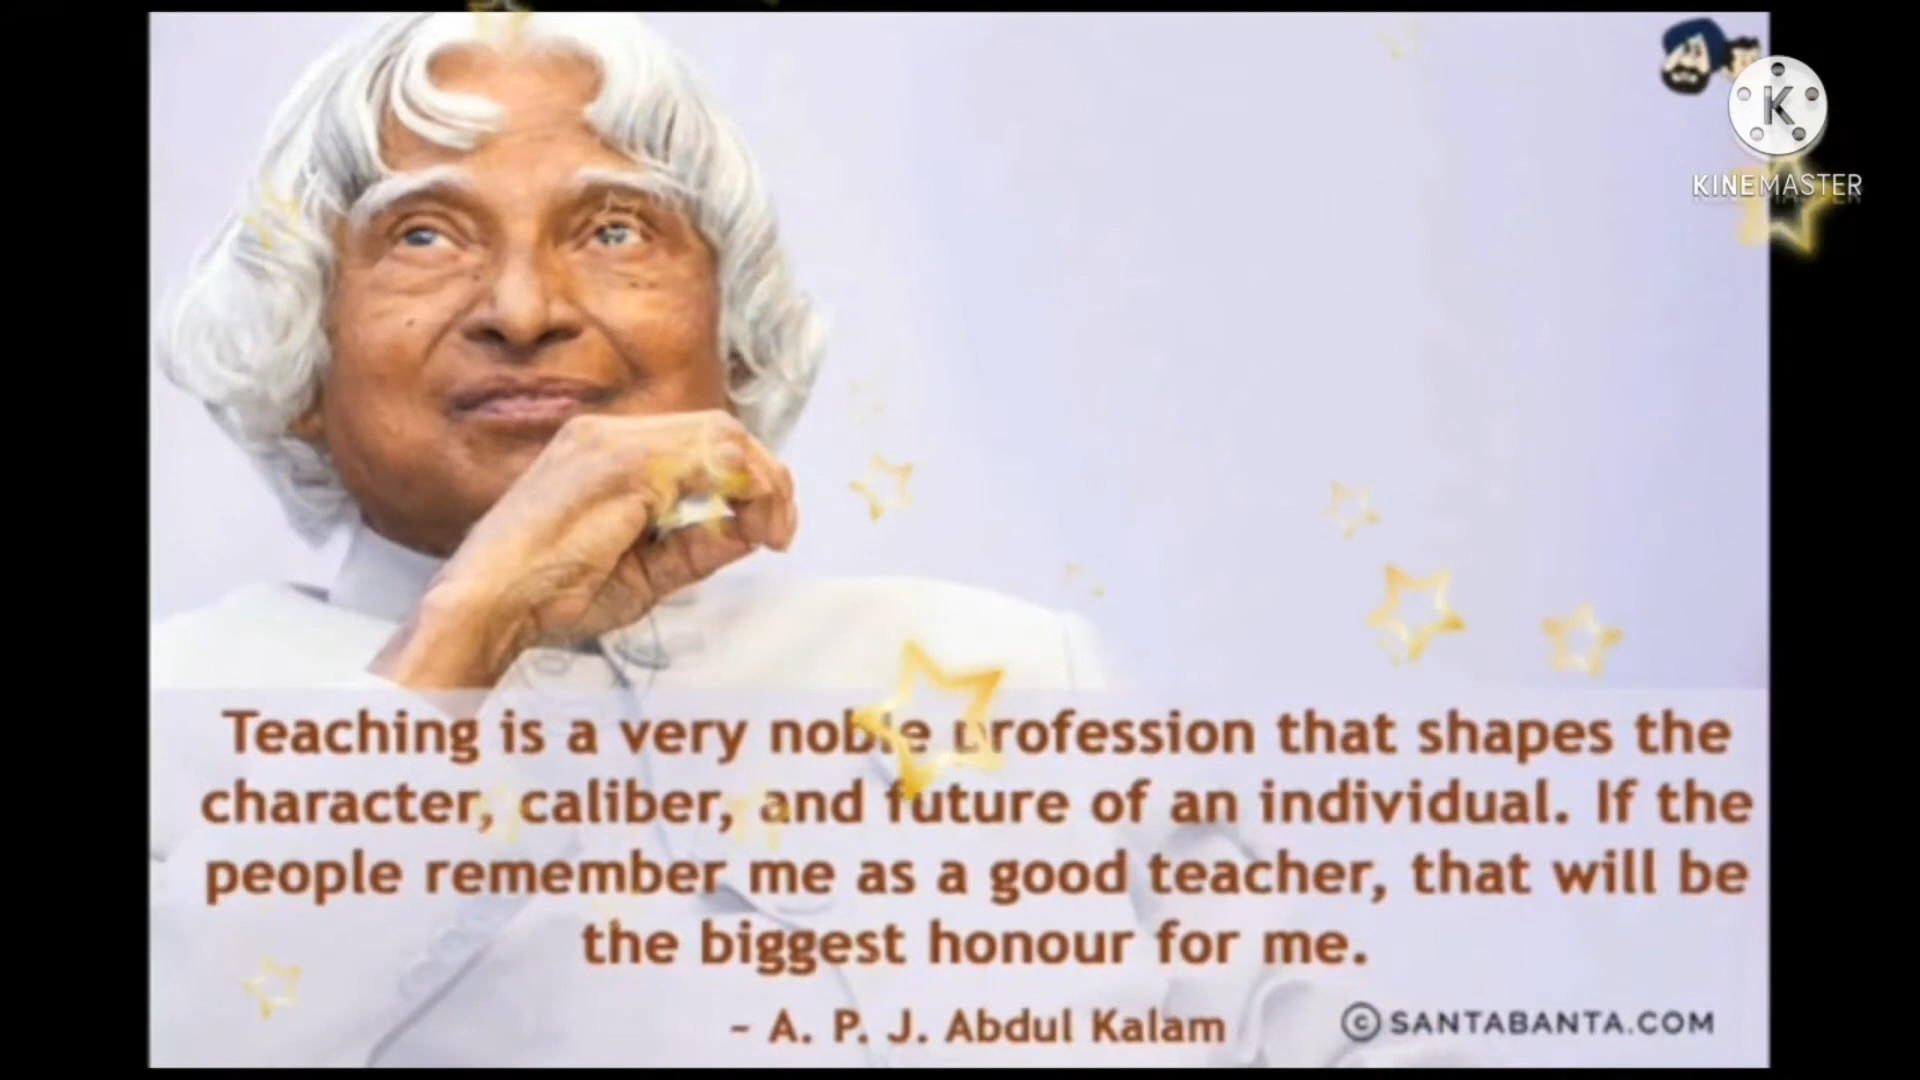 K
KINEMASTER
Teaching is a very noble profession that shapes the
character, caliber, and future of an individual. If the
people remember me as a good teacher, that will be
the biggest honour for me.
~ A. P. J. Abdul Kalam
© SANTABANTA.COM